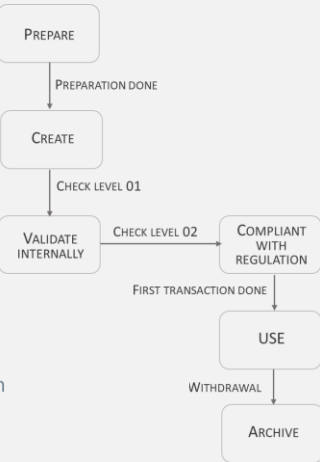 PREPARE
PREPARATION DONE
CREATE
CHECK LEVEL 01
VALIDATE
INTERNALLY
CHECK LEVEL 02
COMPLIANT
WITH
REGULATION
FIRST TRANSACTION DONE
USE
WITHDRAWAL
ARCHIVE